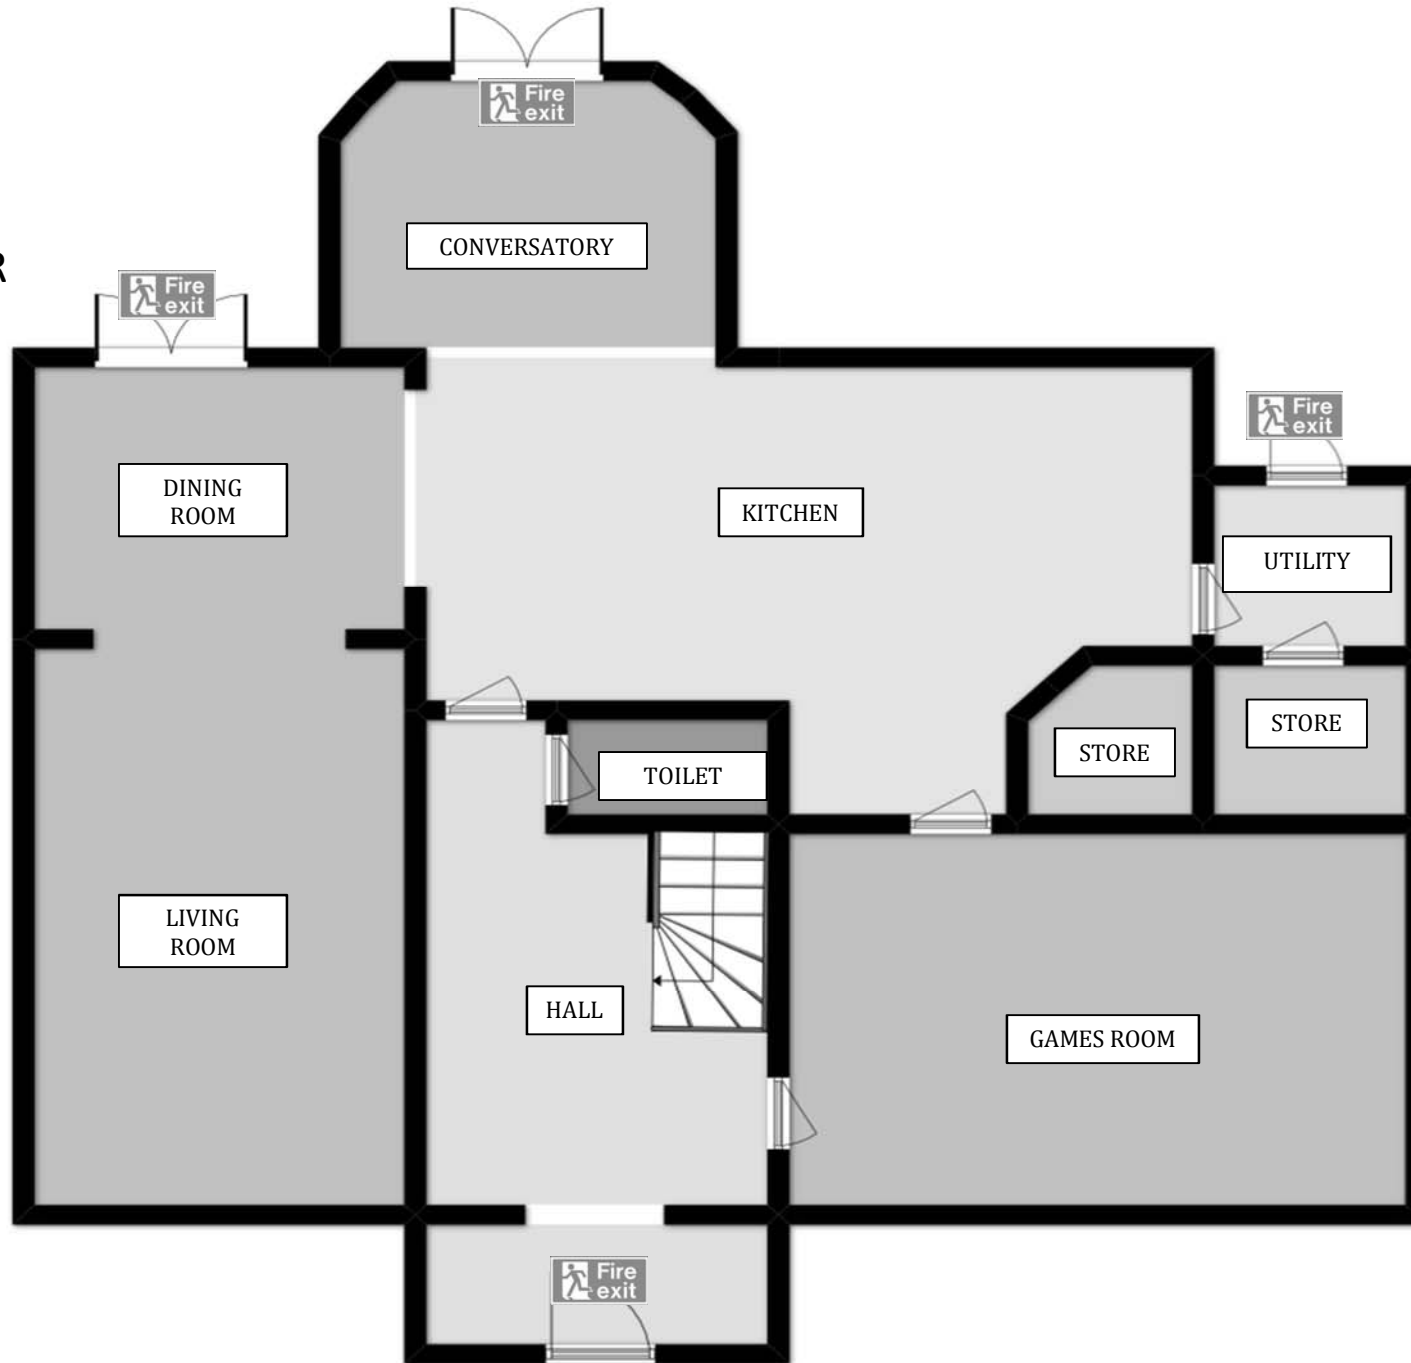 Fire
exit
CONVERSATORY
R
Fire
exit
Fire
exit
DINING
ROOM
KITCHEN
UTILITY
STORE
STORE
TOILET
LIVING
ROOM
HALL
GAMES ROOM
Fire
exit